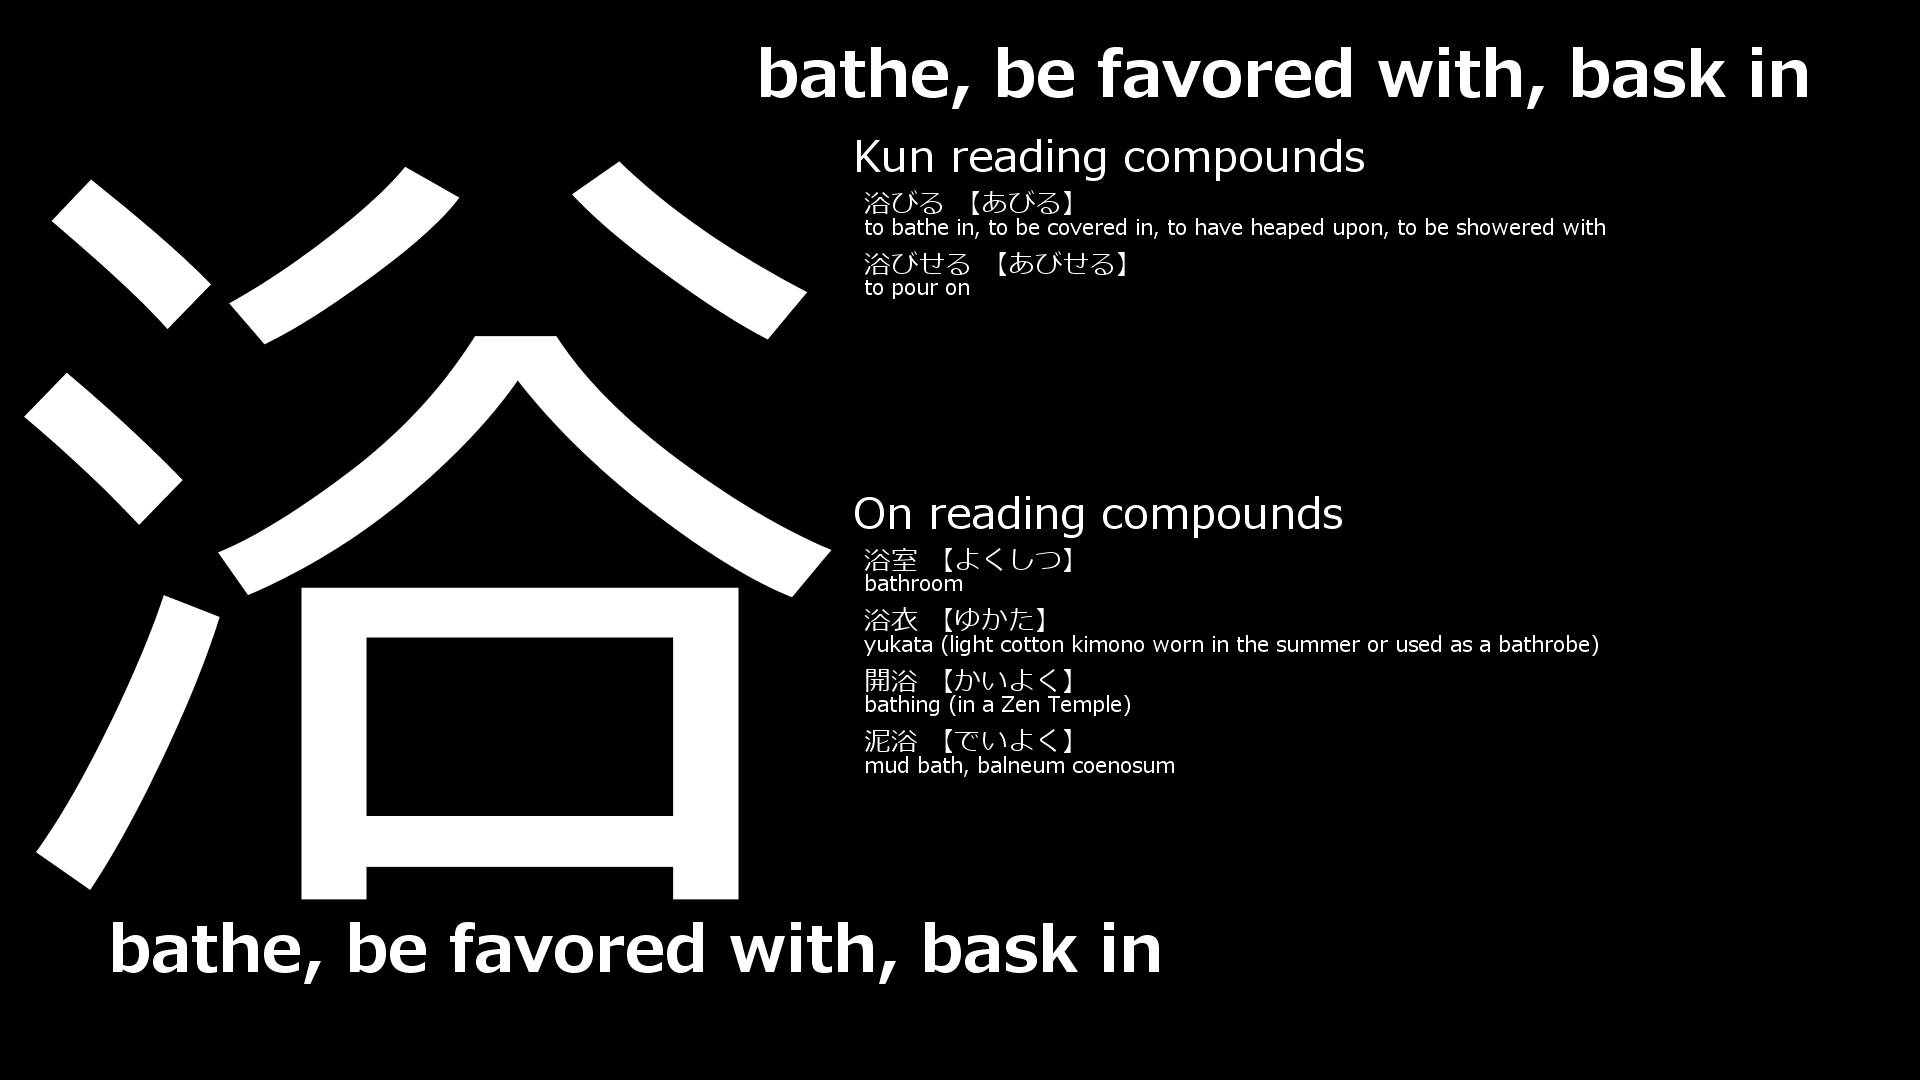 bathe, be favored with, bask in
浴
Kun reading compounds
浴びる 【あびる】
to bathe in, to be covered in, to have heaped upon, to be showered with
浴びせる 【あびせる】
to pour on
On reading compounds
浴室 【よくしつ】
bathroom
浴衣 【ゆかた】
yukata (light cotton kimono worn in the summer or used as a bathrobe)
開浴 【かいよく】
bathing (in a Zen Temple)
泥浴 【でいよく】
mud bath, balneum coenosum
bathe, be favored with, bask in